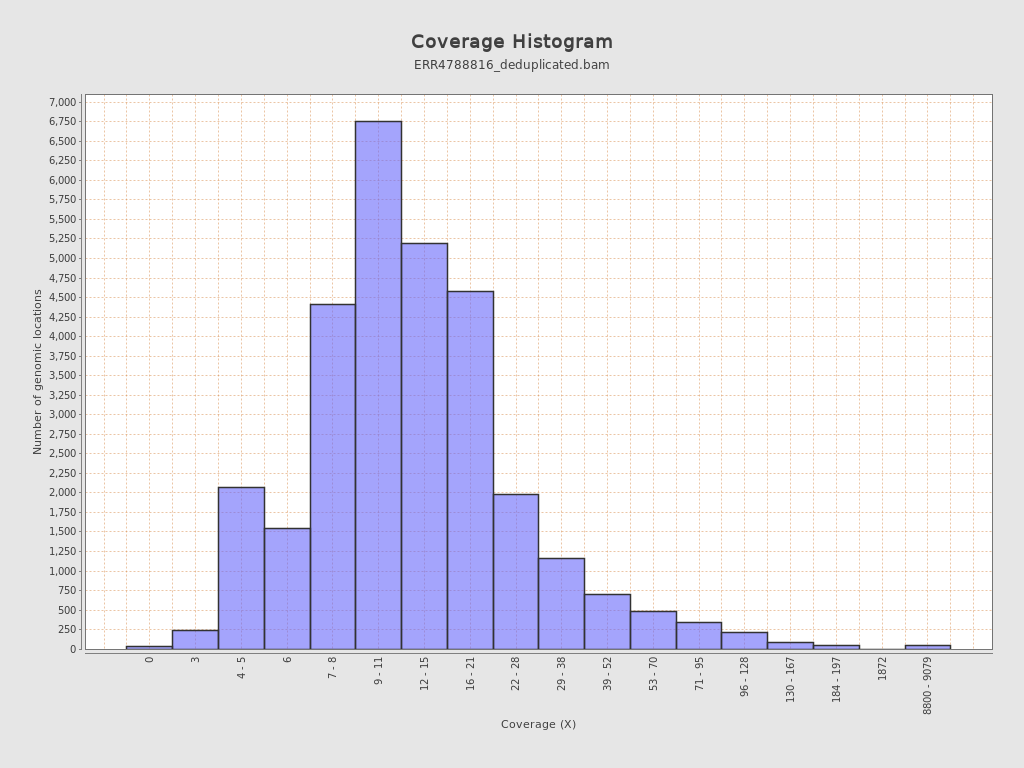 Coverage Histogram
ERR4788816_deduplicated.bam
Number of genomic locations
7,000
6,750
6,500
6,250
6,000
5,750
5,500
5,250
5,000
4,750
4,500
4,250
4,000
3,750
3,500
3,250
3,000
2,750
2,500
2,250
2,000
1,750
1,500
1,250
1,000
750
500
250
0
0
3
4 - 5
6
7 - 8
9 - 11
12 - 15
16 - 21
22 - 28
29 - 38
39 - 52
53 - 70
71 - 95
96 - 128
130 - 167
184 - 197
1872
8800 - 9079
Coverage (X)